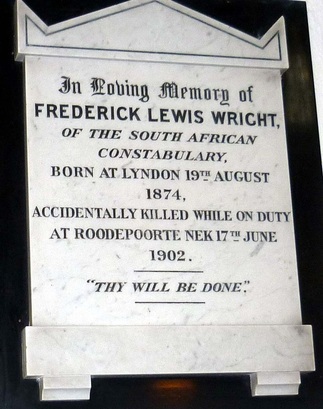 In Loving Memory of
FREDERICK LEWIS WRIGHT,
OF THE SOUTH AFRICAN
CONSTABULARY,
BORN AT LYNDON 19TH AUGUST
1874,
ACCIDENTALLY KILLED WHILE ON DUTY
AT ROODEPOORTE NEK 17TH JUNE
1902.
"THY WILL BE DONE."